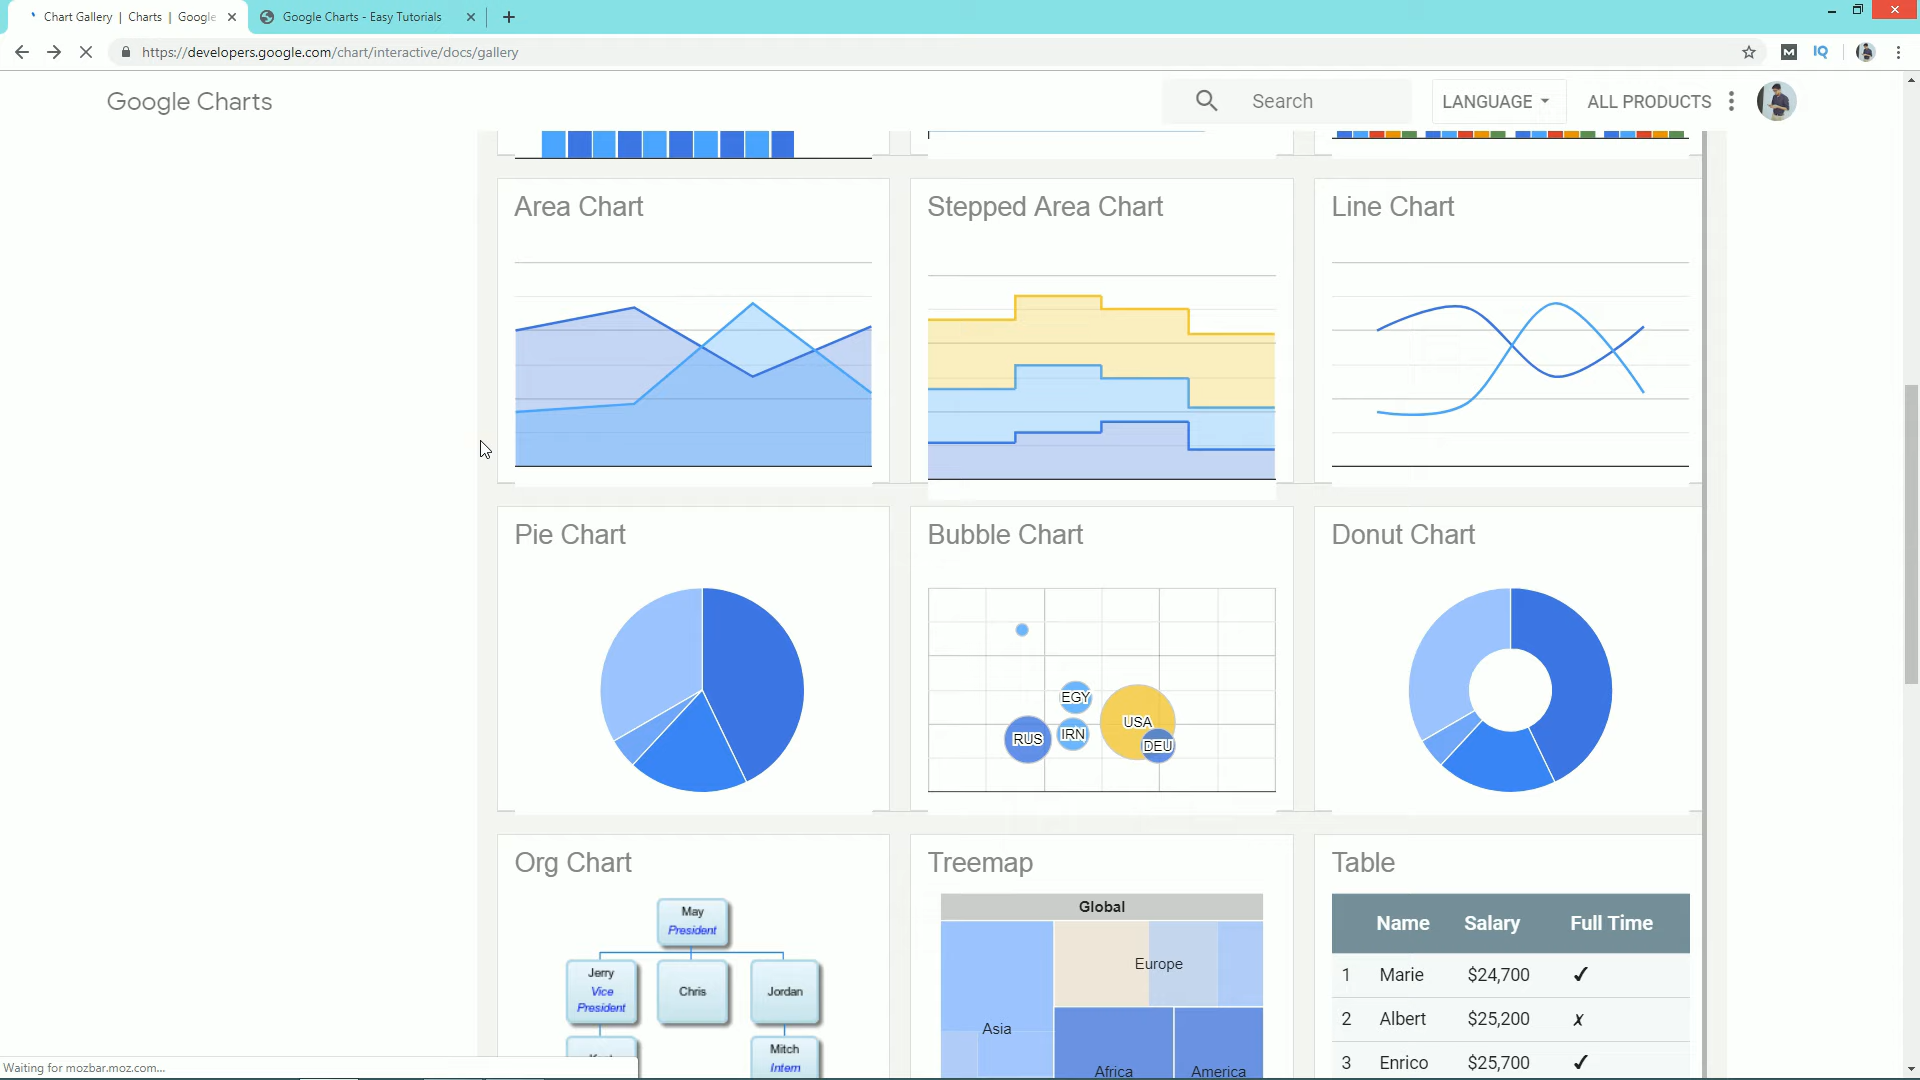 Chart Gallery | Charts | Google
Google Charts - Easy Tutorials
https://developers.google.com/chart/interactive/docs/gallery
M
IQ
Google Charts
Search
LANGUAGE
ALL PRODUCTS
Area Chart
Stepped Area Chart
Line Chart
Pie Chart
Bubble Chart
Donut Chart
EGY
USA
RUS
IRN
DEU
Org Chart
Treemap
Table
May
President
Jerry
Vice
President
Chris
Jordan
Mitch
Intern
Global
Europe
Asia
Africa
America
Name Salary Full Time
1 Marie $24,700 ✓
2 Albert $25,200 ✗
3 Enrico $25,700 ✓
Waiting for mozbar.moz.com...